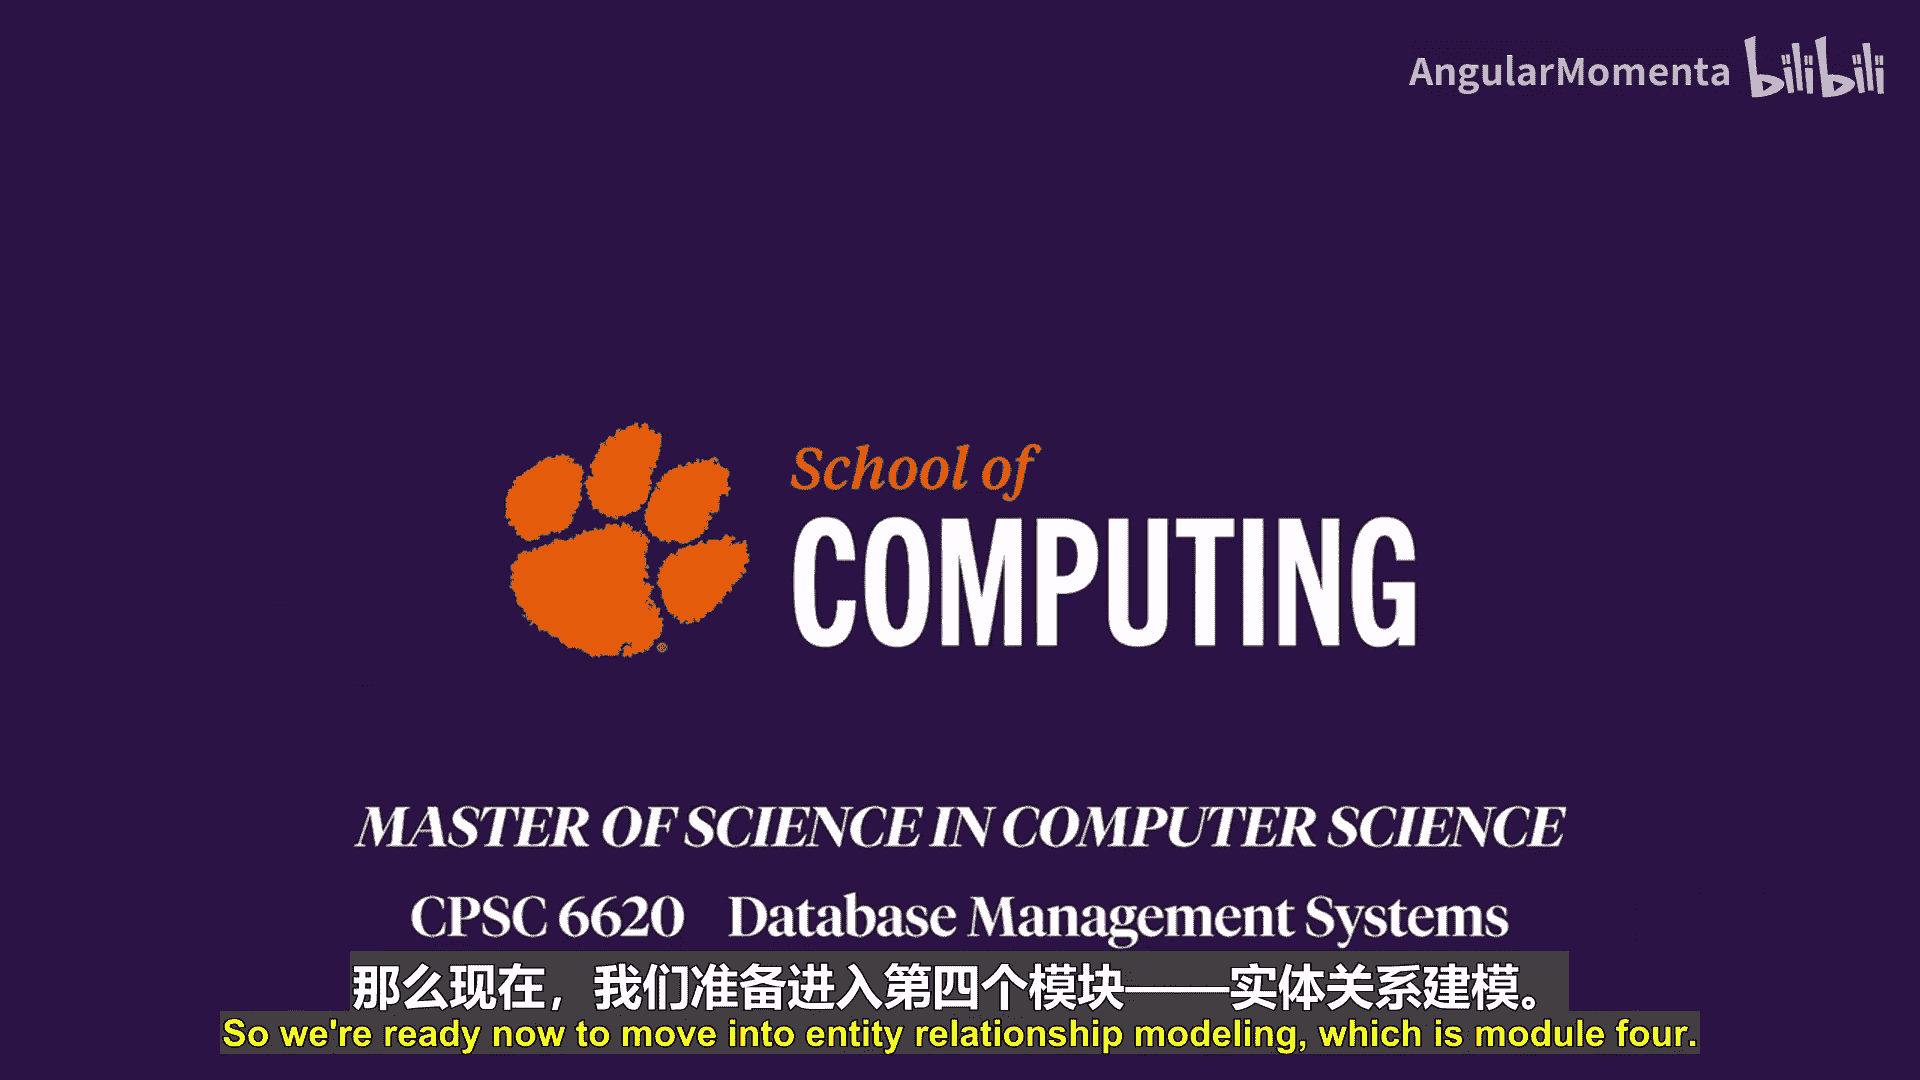 AngularMomenta bilibili
School of
COMPUTING
MASTER OF SCIENCE IN COMPUTER SCIENCE
CPSC 6620 Database Management Systems
那么现在，我们准备进入第四个模块——实体关系建模。
So we're ready now to move into entity relationship modeling, which is module four.